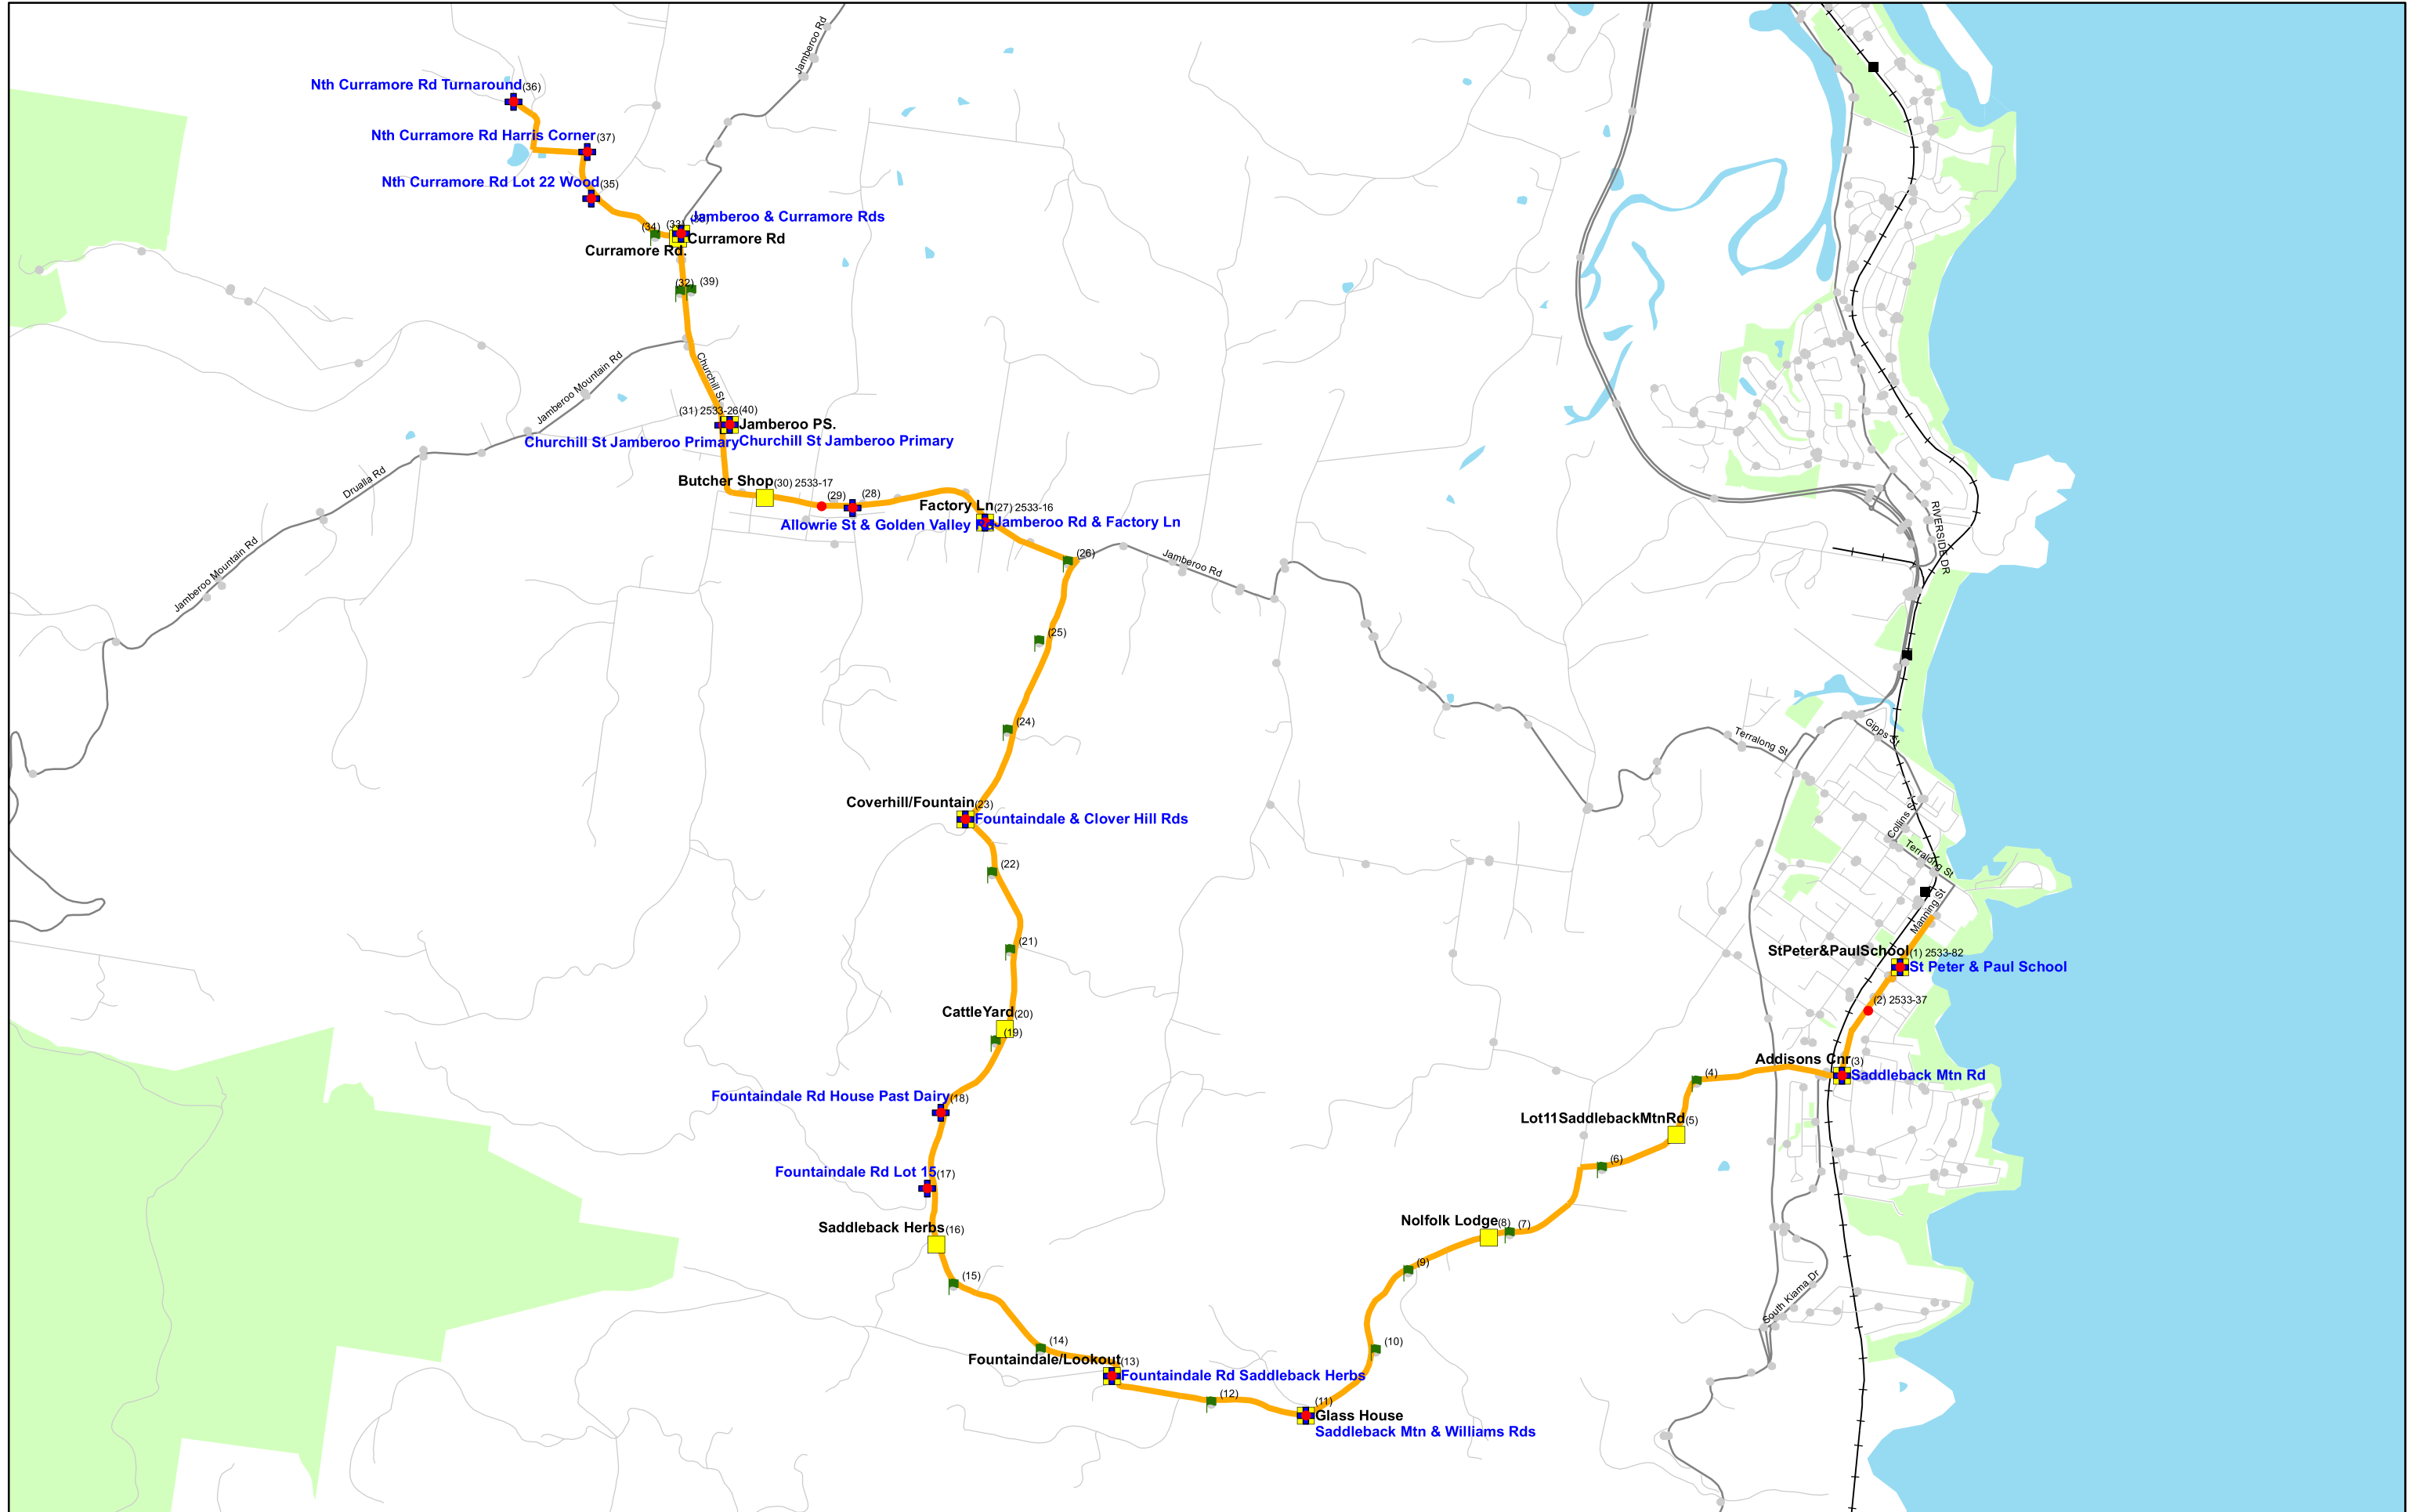 Jamberoo Rd
Nth Curramore Rd Turnaround(36)
Nth Curramore Rd Harris Corner(37)
Nth Curramore Rd Lot 22 Wood(35)
Jamberoo & Curramore Rds
(34) (33)
Curramore Rd
Curramore Rd.
(32) (39)
Jamberoo Mountain Rd
Churchill St
(31) 2533-26(40)
Jamberoo PS.
Churchill St Jamberoo Primary
Churchill St Jamberoo Primary
Drualla Rd
Butcher Shop(30) 2533-17
(29)
(28)
Allowrie St & Golden Valley
Factory Ln(27) 2533-16
Jamberoo Rd & Factory Ln
RIVERSIDE DR
Jamberoo Mountain Rd
(26)
Jamberoo Rd
(25)
(24)
Terralong St
Gipps St
Coverhill/Fountain(23)
Fountaindale & Clover Hill Rds
Collins St
Terralong St
(22)
Manning St
(21)
StPeter&PaulSchool(1) 2533-82
St Peter & Paul School
(2) 2533-37
CattleYard(20)
(19)
Addisons Cnr(3)
Saddleback Mtn Rd
(4)
Fountaindale Rd House Past Dairy(18)
Lot11SaddlebackMtnRd(5)
(6)
Fountaindale Rd Lot 15(17)
Saddleback Herbs(16)
Nolfolk Lodge(8)
(7)
(9)
(15)
South Kiama Dr
(14)
(10)
Fountaindale/Lookout(13)
Fountaindale Rd Saddleback Herbs
(12)
(11)
Glass House
Saddleback Mtn & Williams Rds